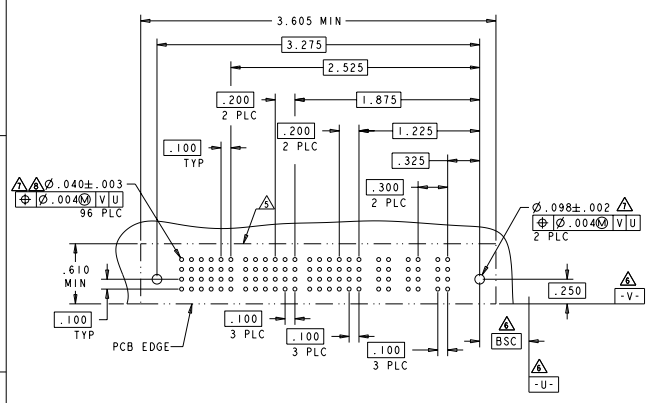 3.605 MIN
3.275
2.525
.200
2 PLC
1.875
.100
TYP
.200
2 PLC
1.225
.325
.300
2 PLC
7 8 Ø.040±.003
⌖ Ø.004Ⓜ V U
96 PLC
5
Ø.098±.002 7
⌖ Ø.004Ⓜ V U
2 PLC
.610
MIN
.250
6
-V-
.100
TYP
.100
3 PLC
.100
3 PLC
.100
3 PLC
PCB EDGE
6
BSC
6
-U-